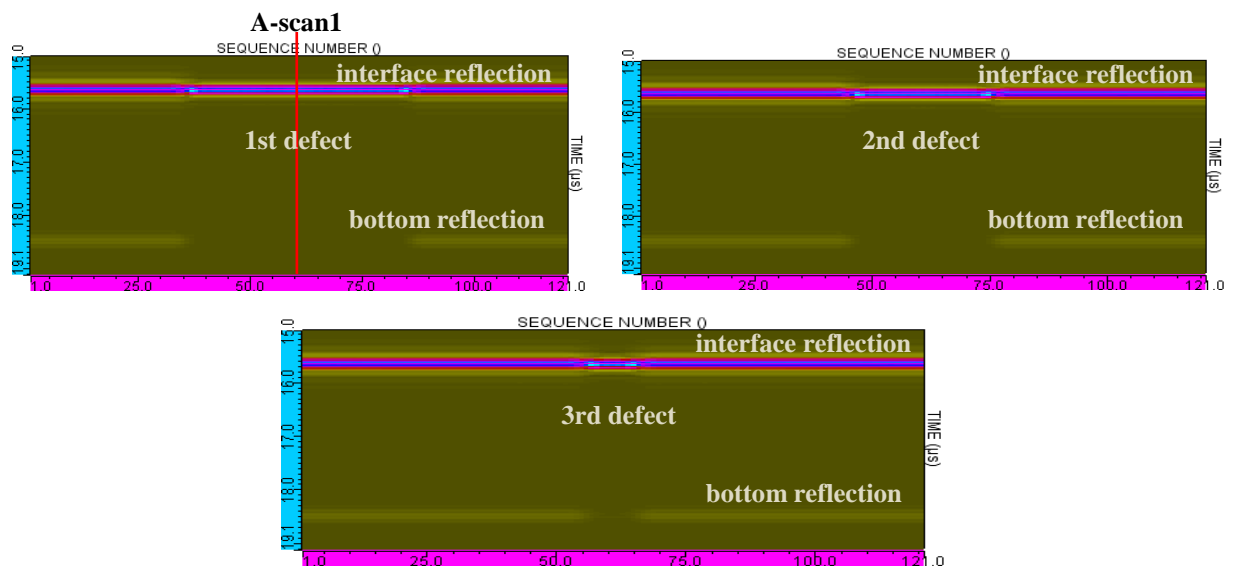 A-scan1
SEQUENCE NUMBER ()
15.0
16.0
17.0
18.0
19.1
interface reflection
1st defect
bottom reflection
TIME (µs)
1.0 25.0 50.0 75.0 100.0 121.0
SEQUENCE NUMBER ()
15.0
16.0
17.0
18.0
19.1
interface reflection
2nd defect
bottom reflection
TIME (µs)
1.0 25.0 50.0 75.0 100.0 121.0
SEQUENCE NUMBER ()
15.0
16.0
17.0
18.0
19.1
interface reflection
3rd defect
bottom reflection
TIME (µs)
1.0 25.0 50.0 75.0 100.0 121.0